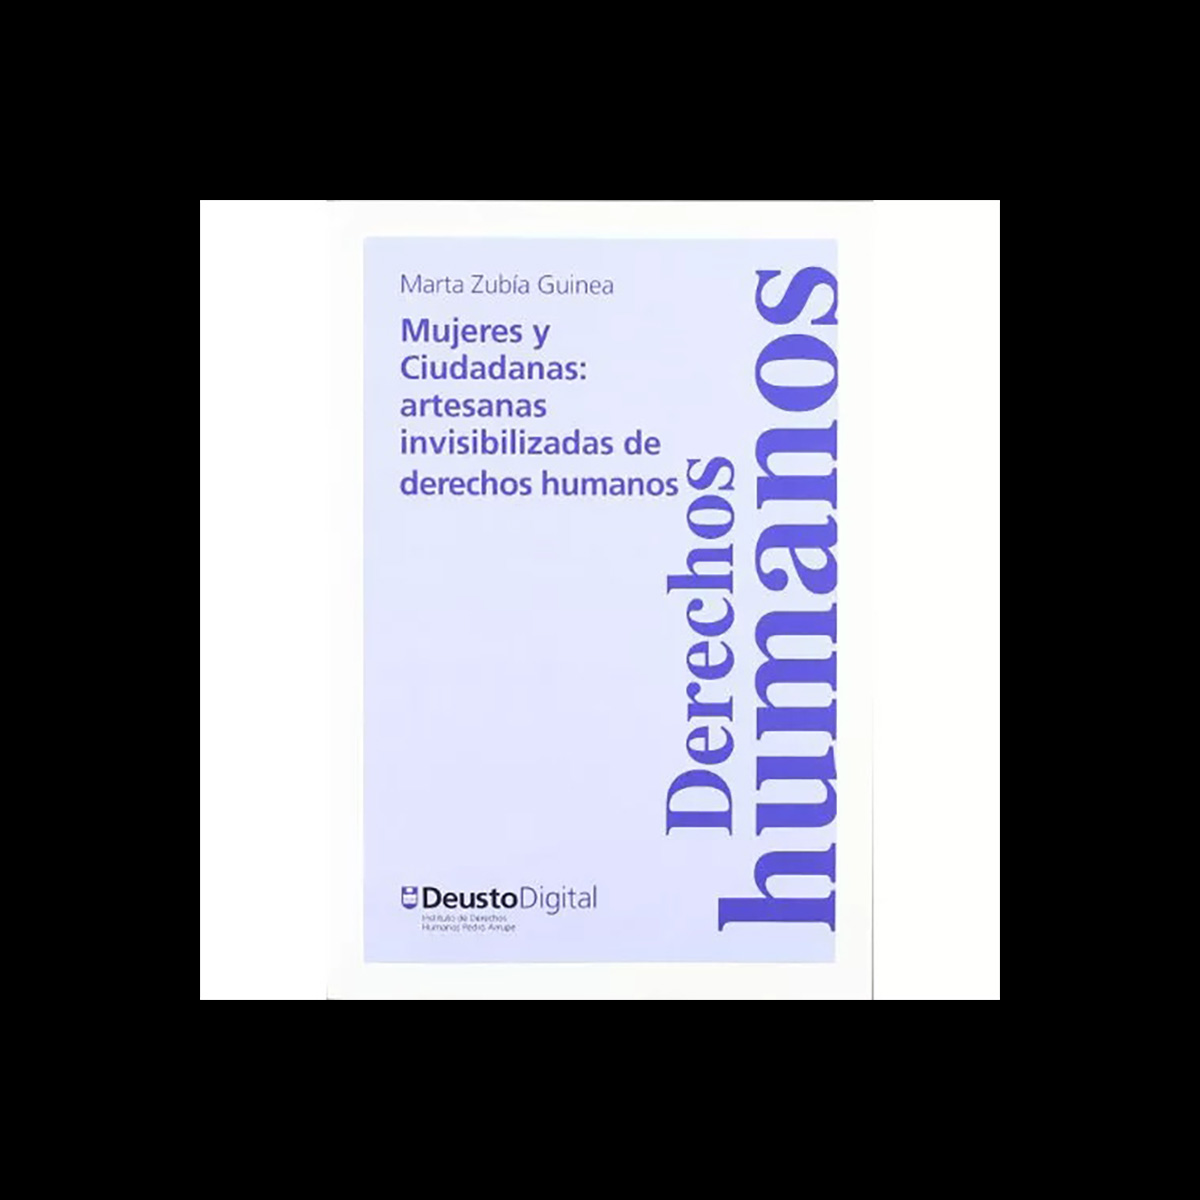 Marta Zubía Guinea
Mujeres y
Ciudadanas:
artesanas
invisibilizadas de
derechos humanos
Derechos
humanos
DeustoDigital
Instituto de Derechos
Humanos Pedro Arrupe